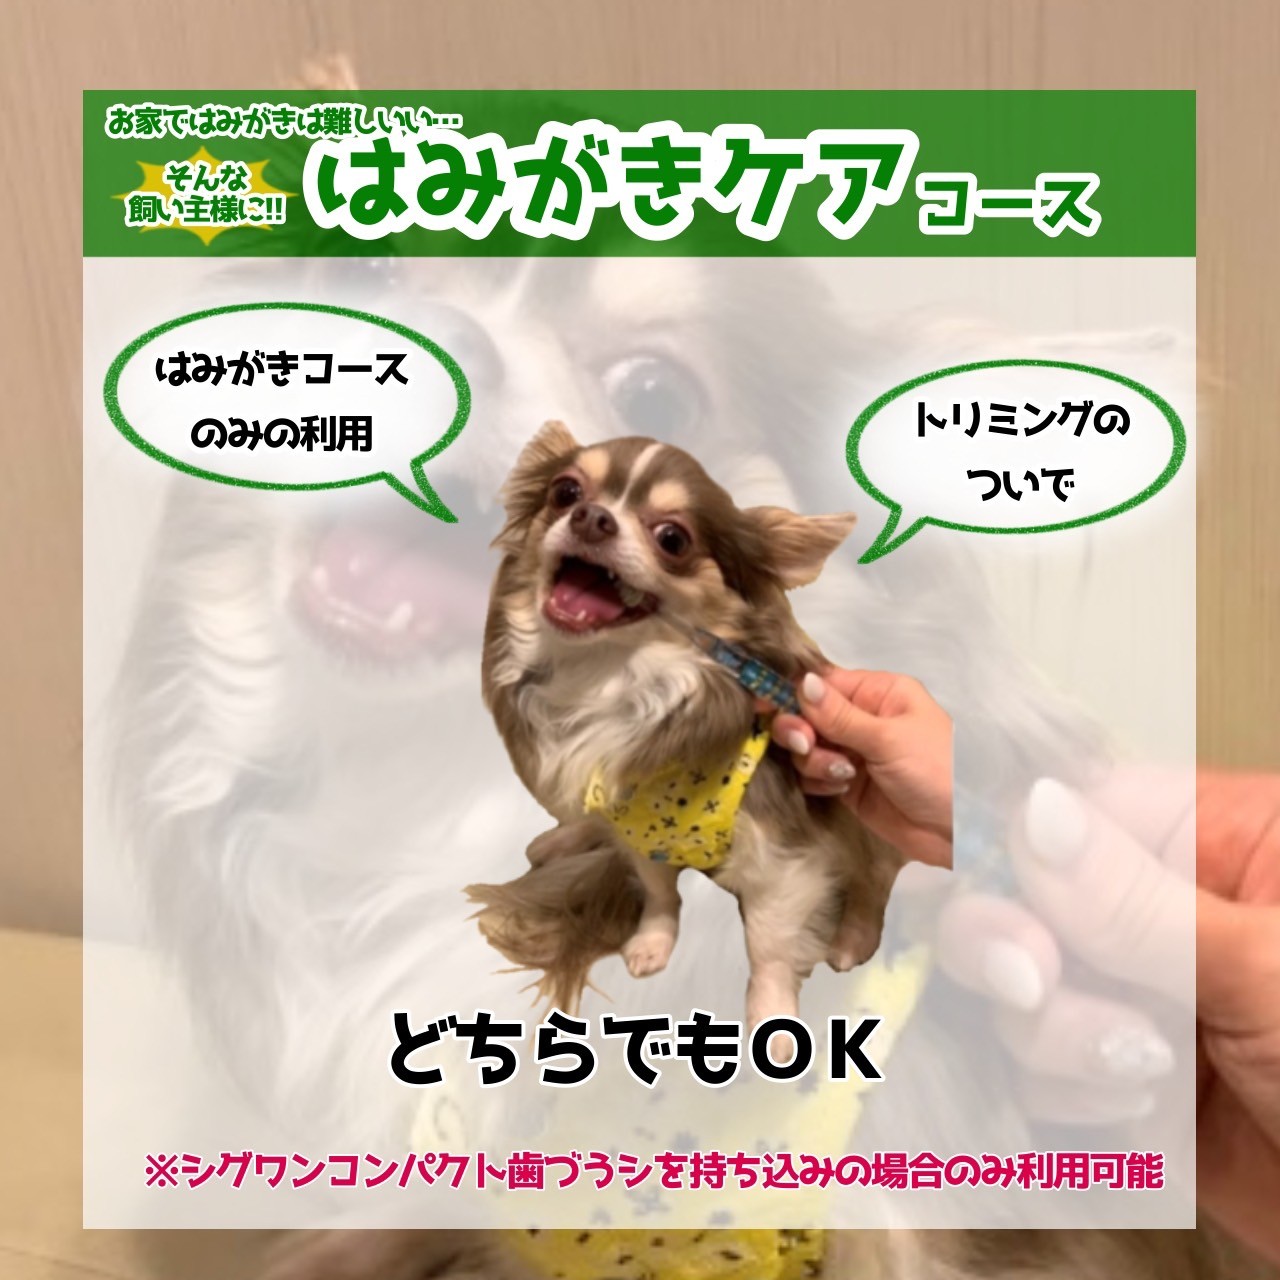 お家ではみがきは難しいい…
そんな
飼い主様に!!
はみがきケアコース
はみがきコース
のみの利用
トリミングの
ついで
どちらでもOK
※シグワンコンパクト歯づうシを持ち込みの場合のみ利用可能